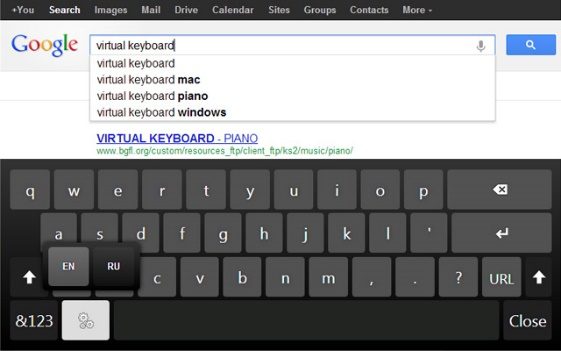 +You Search Images Mail Drive Calendar Sites Groups Contacts More
Google virtual keyboard
virtual keyboard
virtual keyboard mac
virtual keyboard piano
virtual keyboard windows
VIRTUAL KEYBOARD - PIANO
www.bgfl.org/custom/resources_ftp/client_ftp/ks2/music/piano/
q w e r t y u i o p
a s d f g h j k l '
EN RU c v b n m , . ? URL
&123 Close